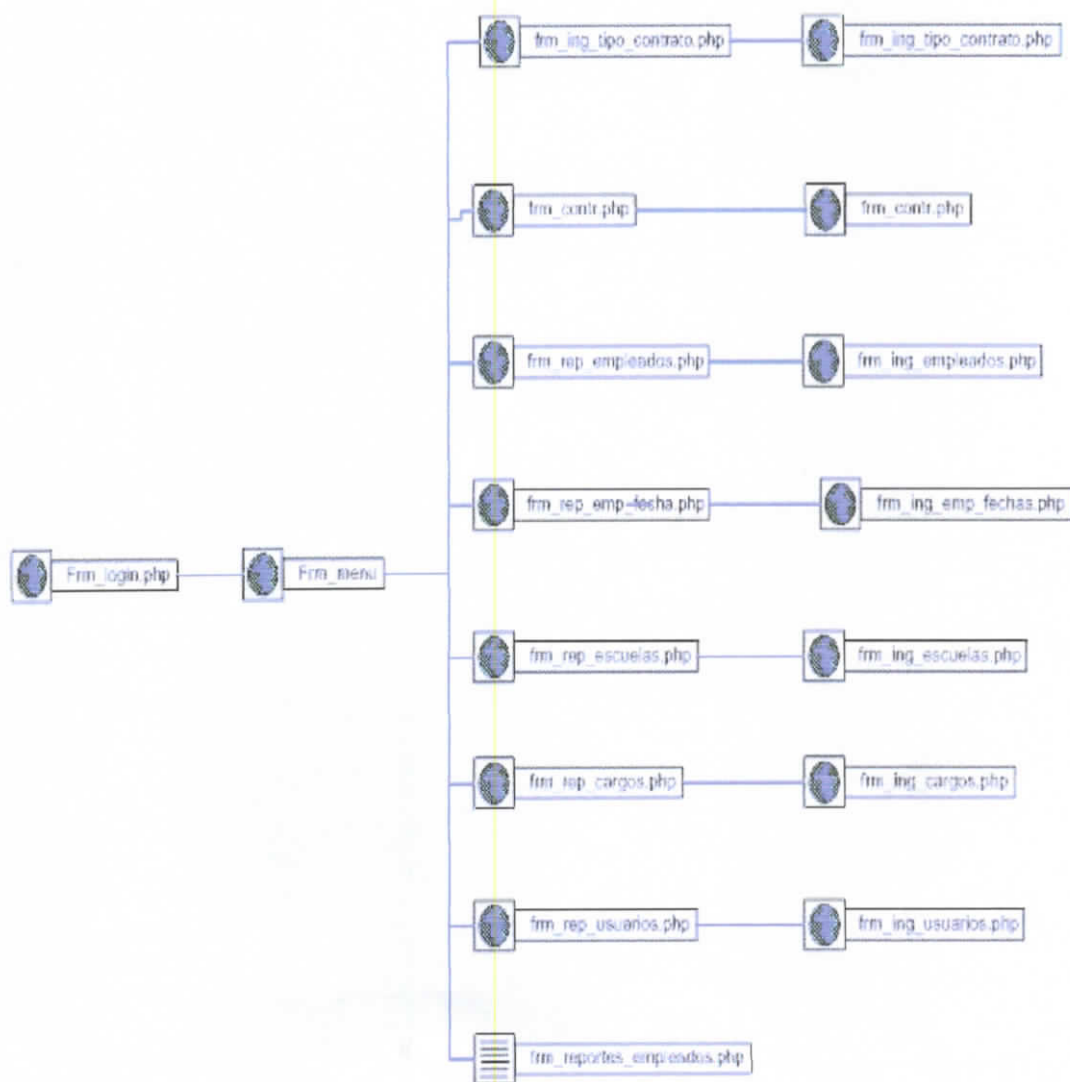 frm_ing_tipo_contrato.php frm_ing_tipo_contrato.php
frm_contr.php frm_contr.php
frm_rep_empleados.php frm_ing_empleados.php
frm_rep_emp-fecha.php frm_ing_emp_fechas.php
Frm_login.php Frm_menu
frm_rep_escuelas.php frm_ing_escuelas.php
frm_rep_cargos.php frm_ing_cargos.php
frm_rep_usuarios.php frm_ing_usuarios.php
frm_reportes_empleados.php